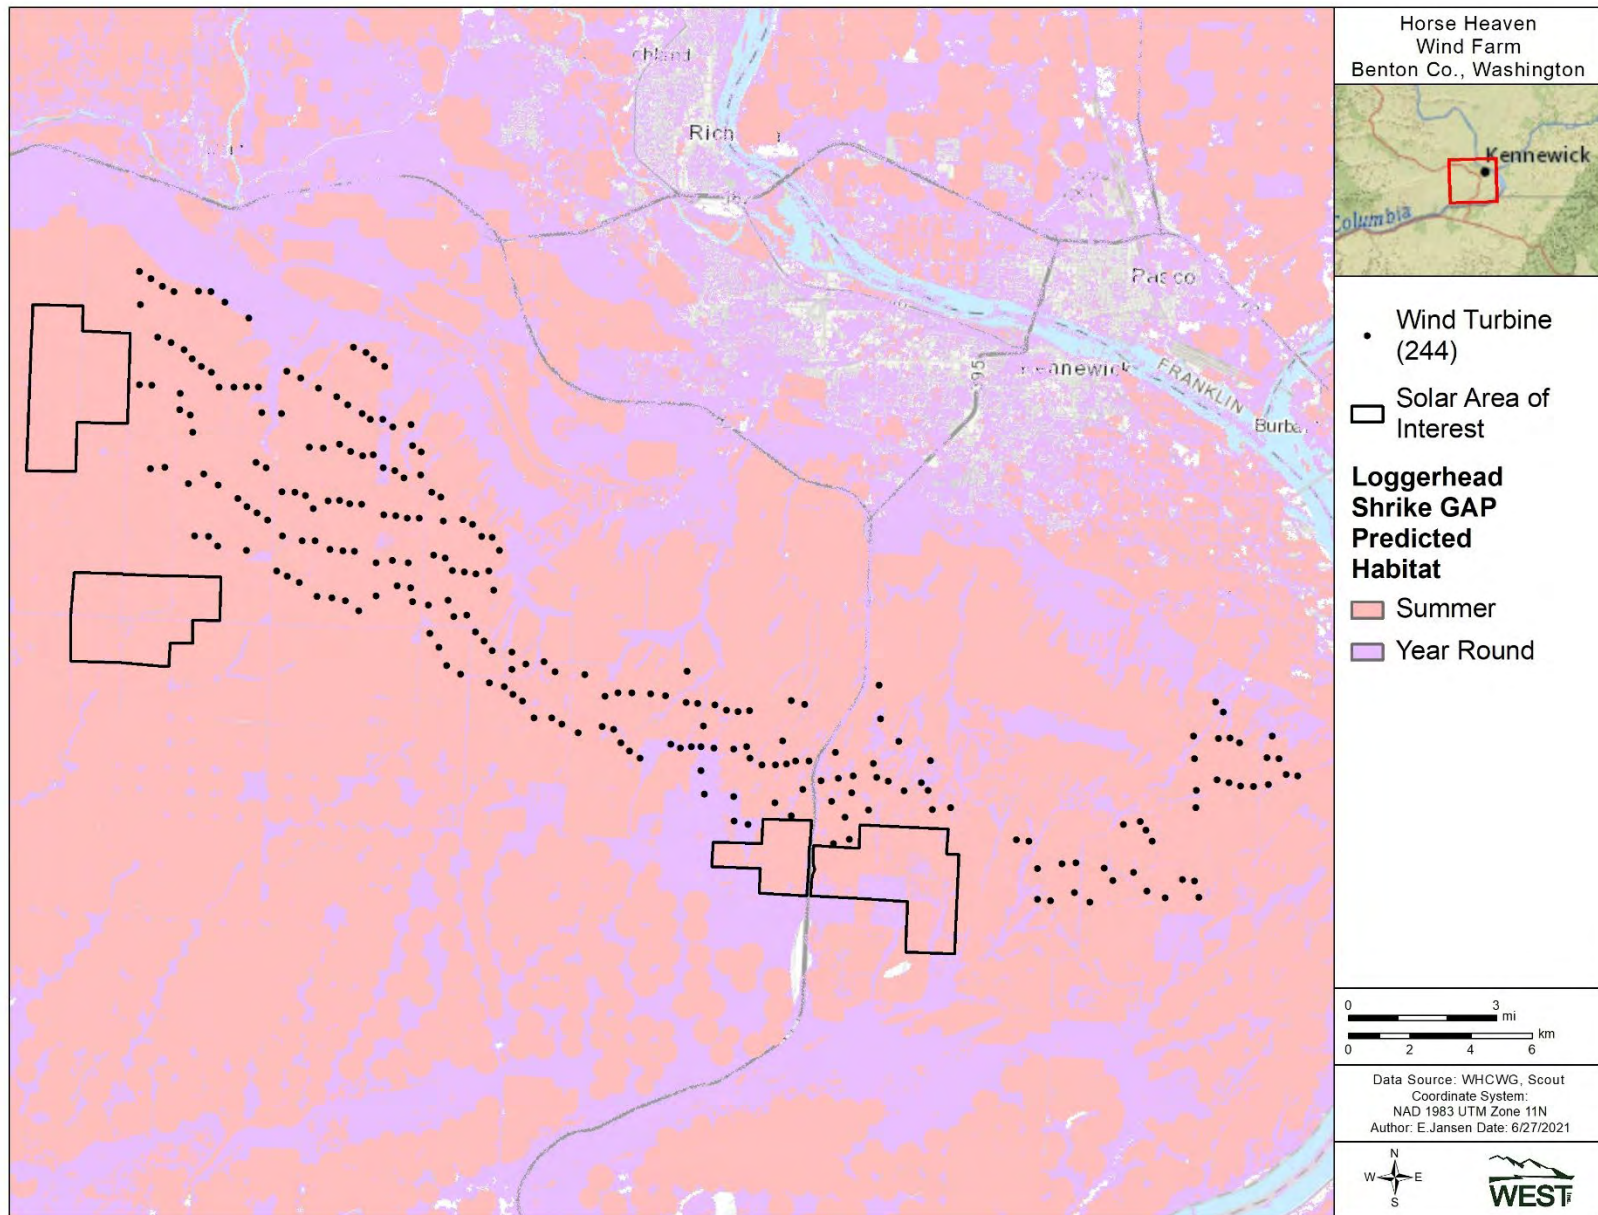 chland
Rich
Pasco
FRANKLIN
Burba
Horse Heaven
Wind Farm
Benton Co., Washington
Kennewick
Columbia
Wind Turbine
(244)
Solar Area of
Interest
Loggerhead
Shrike GAP
Predicted
Habitat
Summer
Year Round
0 3
mi
km
0 2 4 6
Data Source: WHCWG, Scout
Coordinate System:
NAD 1983 UTM Zone 11N
Author: E.Jansen Date: 6/27/2021
N
W E
S
WEST